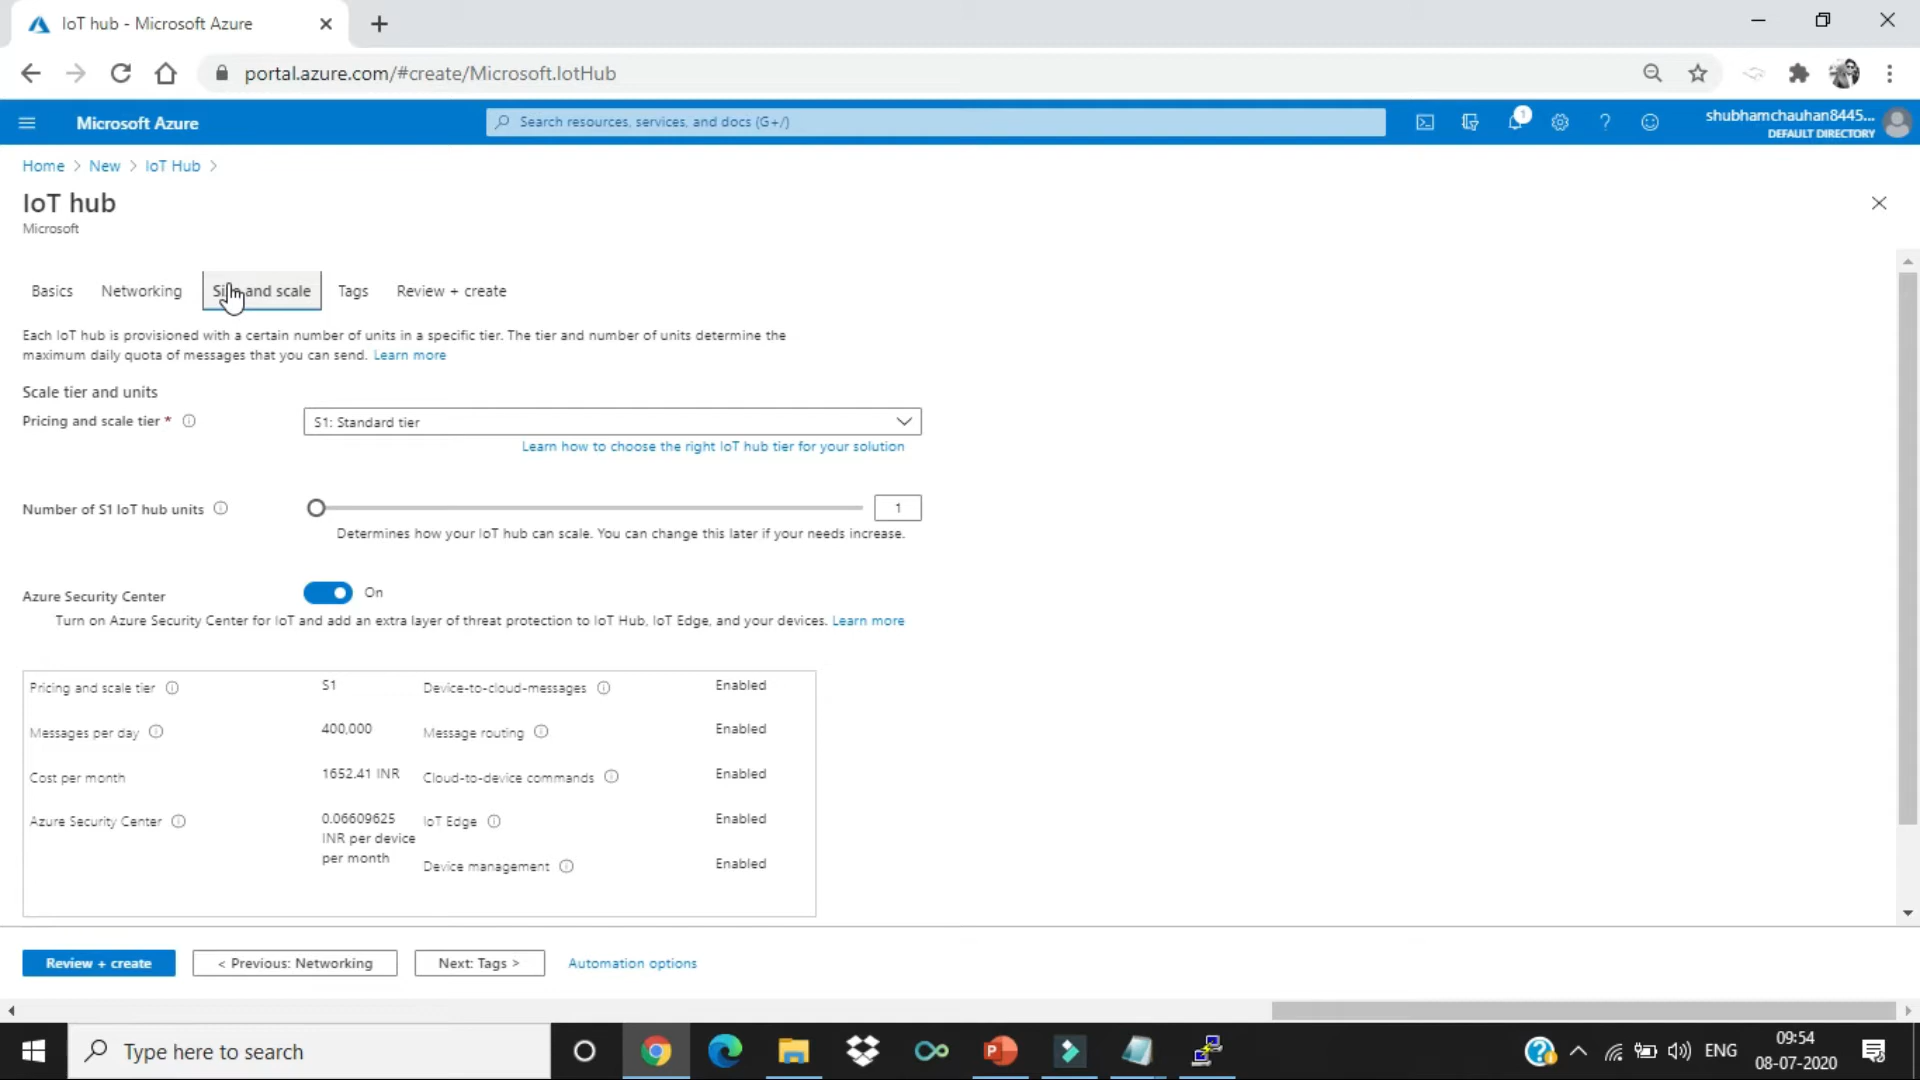 IoT hub - Microsoft Azure
portal.azure.com/#create/Microsoft.IotHub
Microsoft Azure
Search resources, services, and docs (G+/)
1
shubhamchauhan8445...
DEFAULT DIRECTORY
Home > New > IoT Hub >
IoT hub
Microsoft
Basics
Networking
and scale
Tags
Review + create
Each IoT hub is provisioned with a certain number of units in a specific tier. The tier and number of units determine the
maximum daily quota of messages that you can send. Learn more
Scale tier and units
Pricing and scale tier *
S1: Standard tier
Learn how to choose the right IoT hub tier for your solution
Number of S1 IoT hub units
1
Determines how your IoT hub can scale. You can change this later if your needs increase.
Azure Security Center
On
Turn on Azure Security Center for IoT and add an extra layer of threat protection to IoT Hub, IoT Edge, and your devices. Learn more
Pricing and scale tier S1 Device-to-cloud-messages Enabled
Messages per day 400,000 Message routing Enabled
Cost per month 1652.41 INR Cloud-to-device commands Enabled
Azure Security Center 0.06609625 IoT Edge Enabled
INR per device
per month Device management Enabled
Review + create
< Previous: Networking
Next: Tags >
Automation options
Type here to search
ENG
09:54
08-07-2020